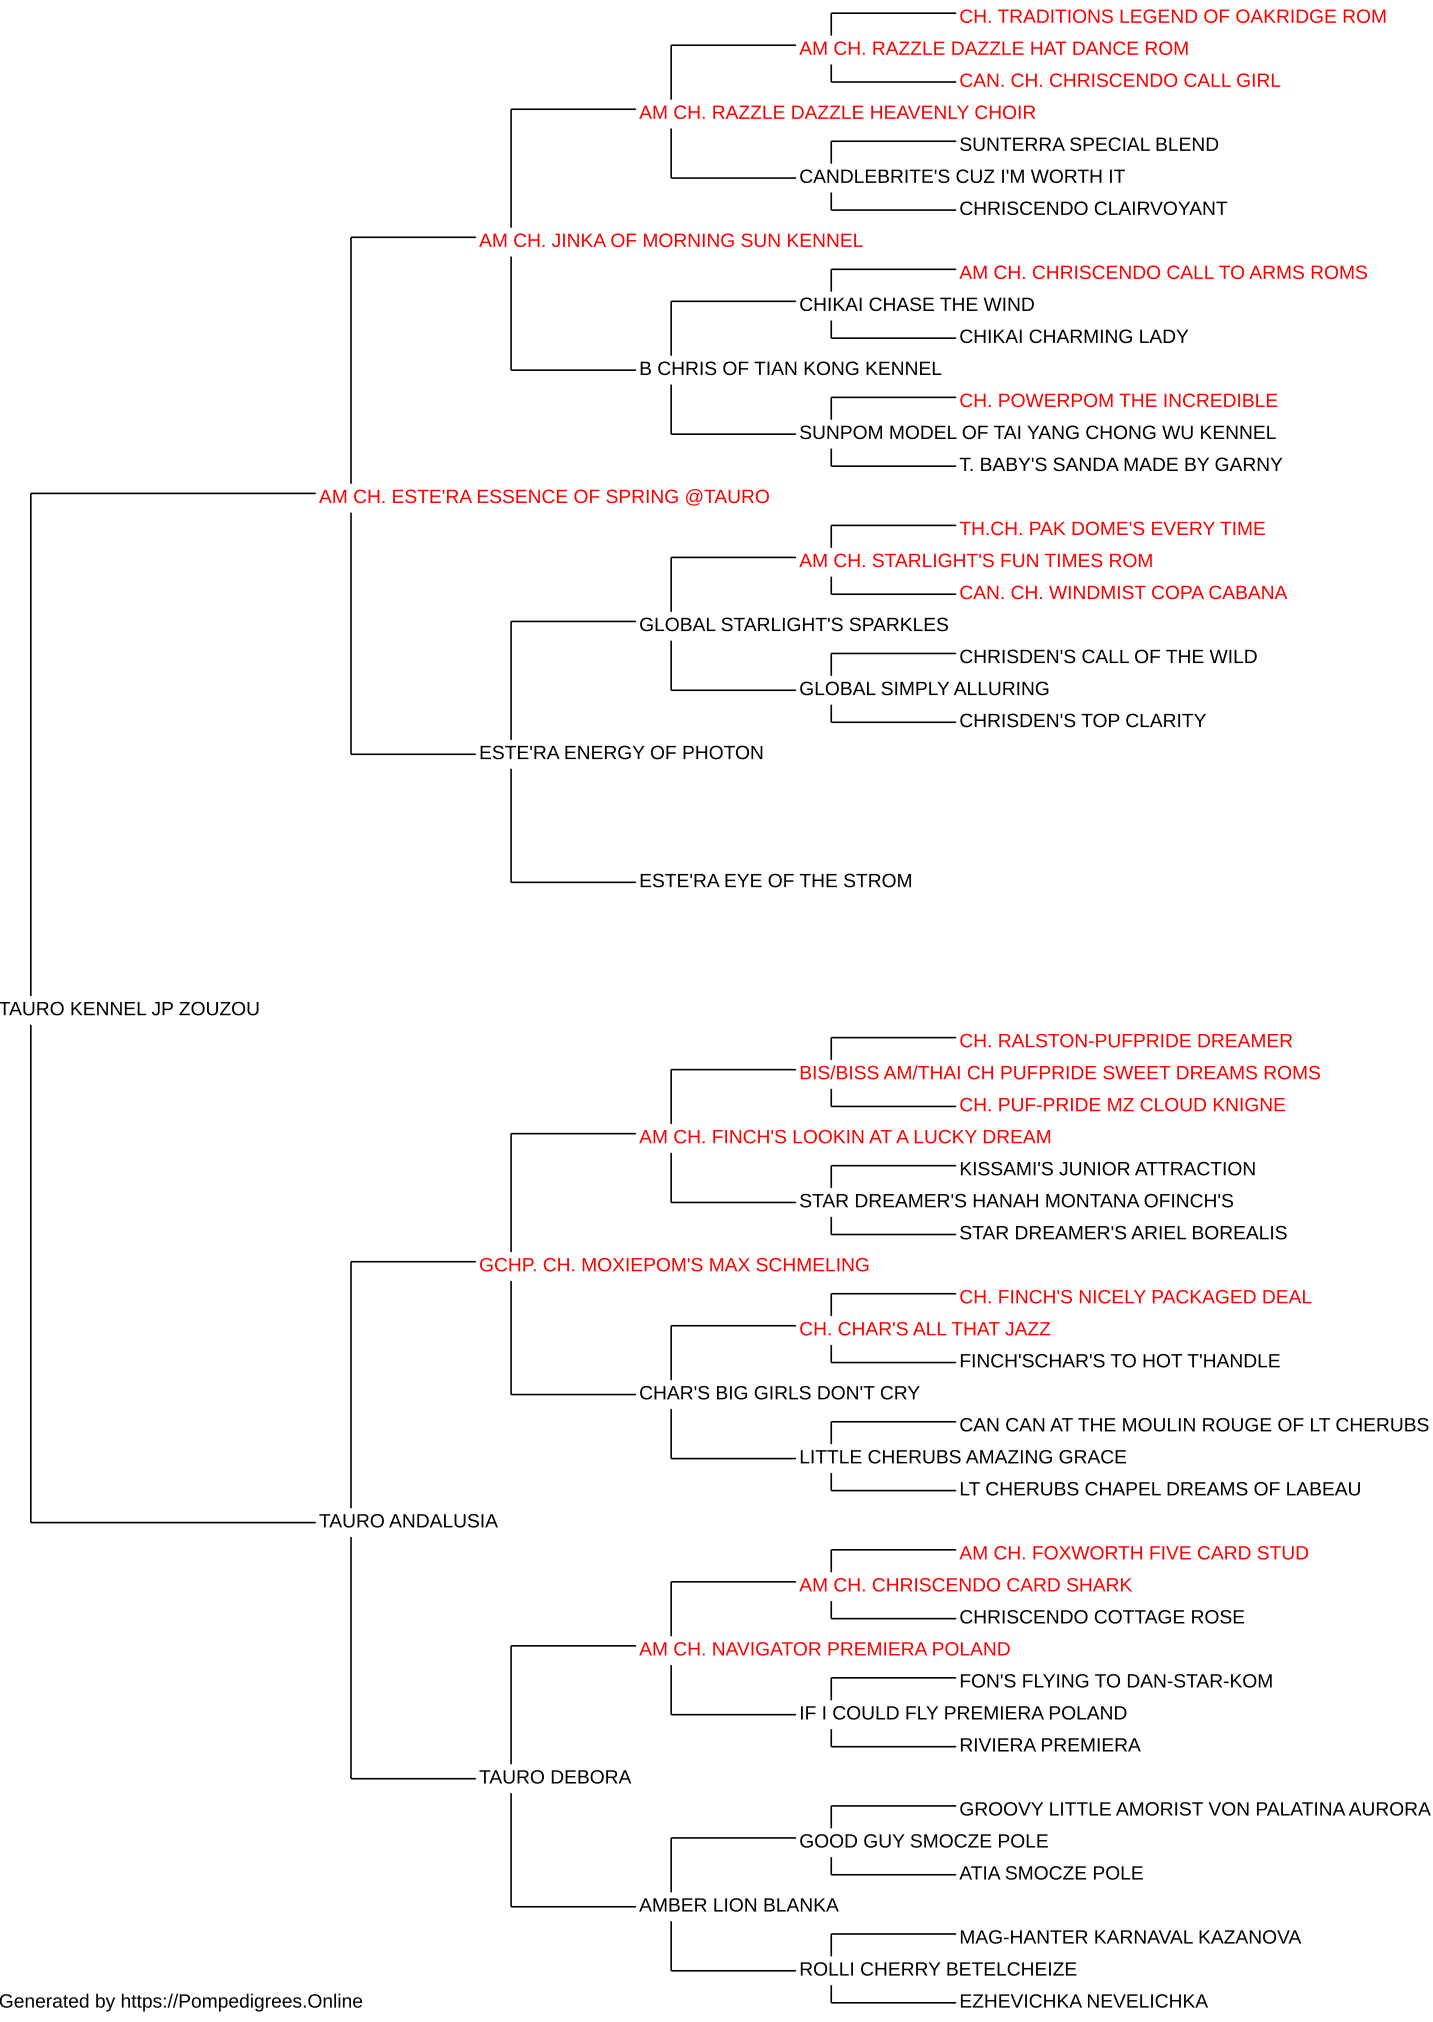 CH. TRADITIONS LEGEND OF OAKRIDGE ROM
AM CH. RAZZLE DAZZLE HAT DANCE ROM
CAN. CH. CHRISCENDO CALL GIRL
AM CH. RAZZLE DAZZLE HEAVENLY CHOIR
SUNTERRA SPECIAL BLEND
CANDLEBRITE'S CUZ I'M WORTH IT
CHRISCENDO CLAIRVOYANT
AM CH. JINKA OF MORNING SUN KENNEL
AM CH. CHRISCENDO CALL TO ARMS ROMS
CHIKAI CHASE THE WIND
CHIKAI CHARMING LADY
B CHRIS OF TIAN KONG KENNEL
CH. POWERPOM THE INCREDIBLE
SUNPOM MODEL OF TAI YANG CHONG WU KENNEL
T. BABY'S SANDA MADE BY GARNY
AM CH. ESTE'RA ESSENCE OF SPRING @TAURO
TH.CH. PAK DOME'S EVERY TIME
AM CH. STARLIGHT'S FUN TIMES ROM
CAN. CH. WINDMIST COPA CABANA
GLOBAL STARLIGHT'S SPARKLES
CHRISDEN'S CALL OF THE WILD
GLOBAL SIMPLY ALLURING
CHRISDEN'S TOP CLARITY
ESTE'RA ENERGY OF PHOTON
ESTE'RA EYE OF THE STROM
TAURO KENNEL JP ZOUZOU
CH. RALSTON-PUFPRIDE DREAMER
BIS/BISS AM/THAI CH PUFPRIDE SWEET DREAMS ROMS
CH. PUF-PRIDE MZ CLOUD KNIGNE
AM CH. FINCH'S LOOKIN AT A LUCKY DREAM
KISSAMI'S JUNIOR ATTRACTION
STAR DREAMER'S HANAH MONTANA OFINCH'S
STAR DREAMER'S ARIEL BOREALIS
GCHP. CH. MOXIEPOM'S MAX SCHMELING
CH. FINCH'S NICELY PACKAGED DEAL
CH. CHAR'S ALL THAT JAZZ
FINCH'SCHAR'S TO HOT T'HANDLE
CHAR'S BIG GIRLS DON'T CRY
CAN CAN AT THE MOULIN ROUGE OF LT CHERUBS
LITTLE CHERUBS AMAZING GRACE
LT CHERUBS CHAPEL DREAMS OF LABEAU
TAURO ANDALUSIA
AM CH. FOXWORTH FIVE CARD STUD
AM CH. CHRISCENDO CARD SHARK
CHRISCENDO COTTAGE ROSE
AM CH. NAVIGATOR PREMIERA POLAND
FON'S FLYING TO DAN-STAR-KOM
IF I COULD FLY PREMIERA POLAND
RIVIERA PREMIERA
TAURO DEBORA
GROOVY LITTLE AMORIST VON PALATINA AURORA
GOOD GUY SMOCZE POLE
ATIA SMOCZE POLE
AMBER LION BLANKA
MAG-HANTER KARNAVAL KAZANOVA
ROLLI CHERRY BETELCHEIZE
EZHEVICHKA NEVELICHKA
Generated by https://Pompedigrees.Online